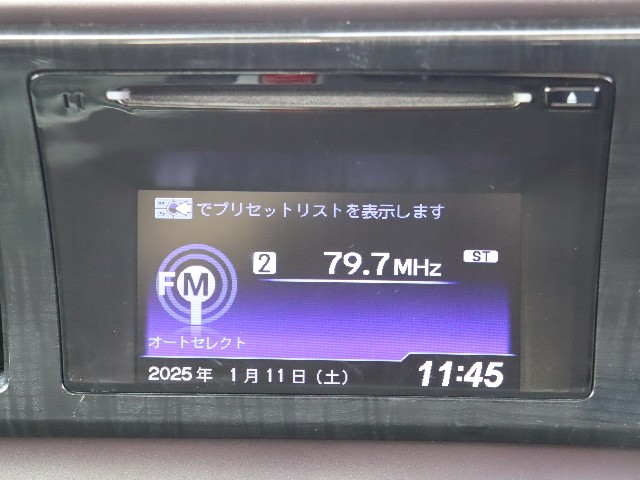 でプリセットリストを表示します
2 79.7MHz ST
FM
オートセレクト
2025年 1月11日（土） 11:45